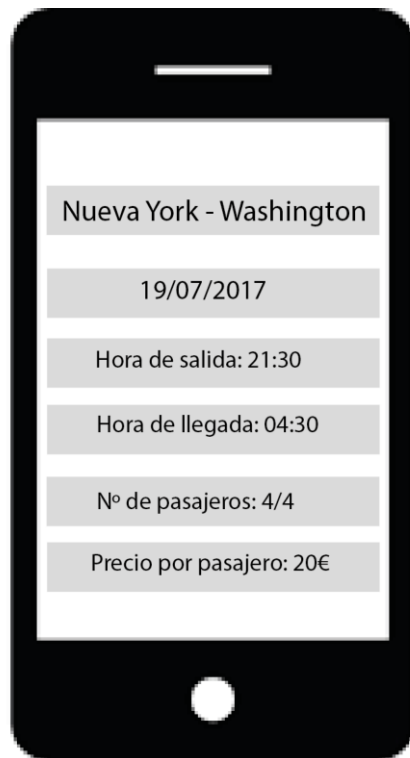 Nueva York - Washington
19/07/2017
Hora de salida: 21:30
Hora de llegada: 04:30
Nº de pasajeros: 4/4
Precio por pasajero: 20€